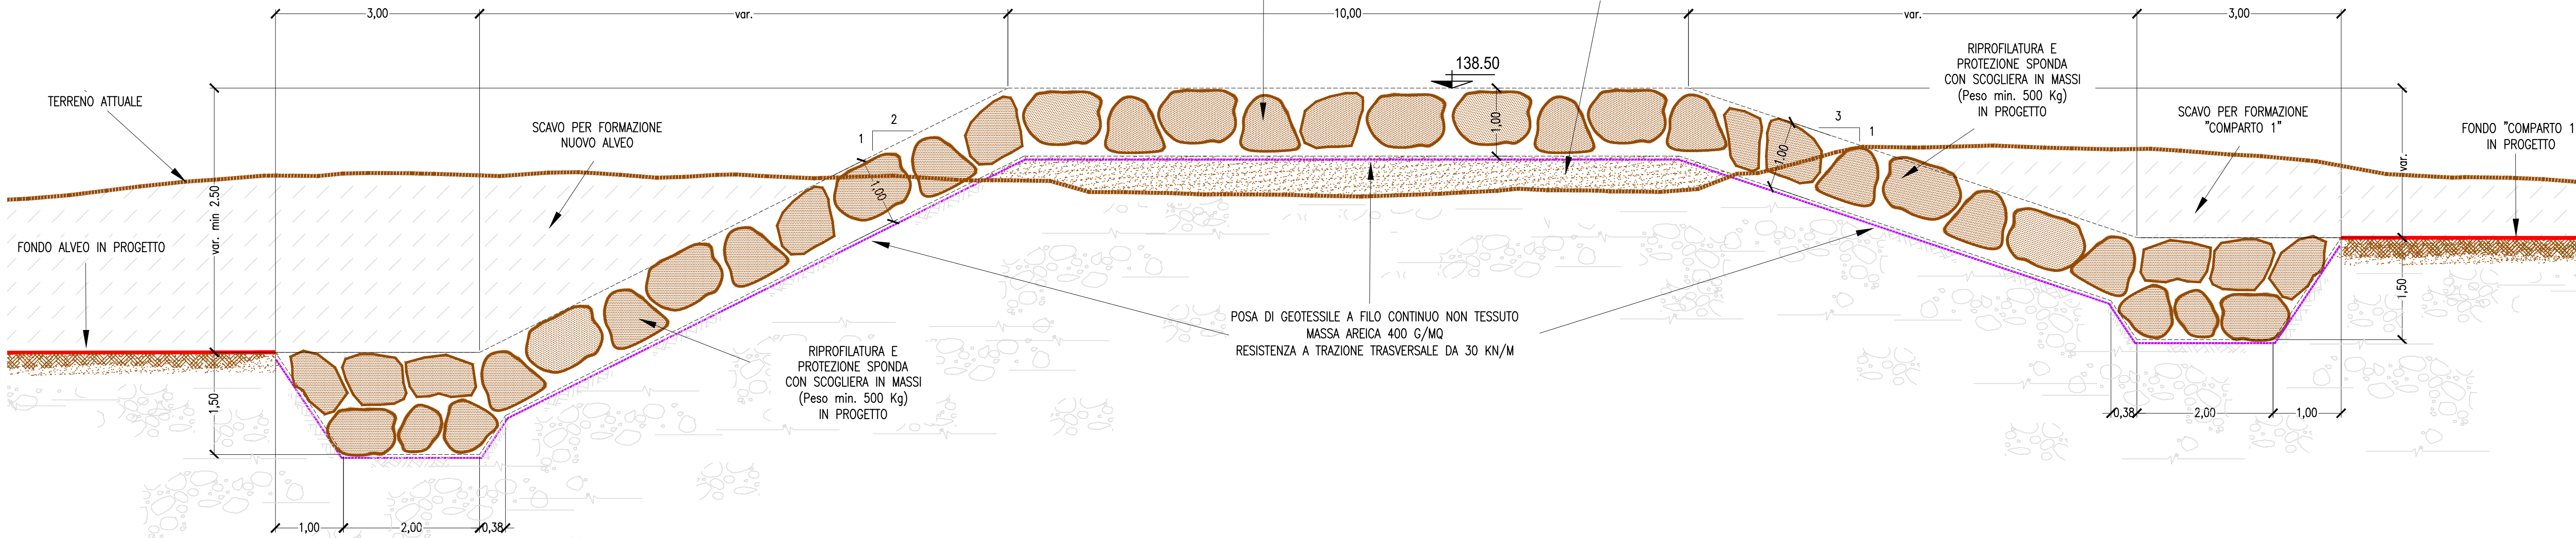 3,00
var.
10,00
var.
3,00
138.50
TERRENO ATTUALE
SCAVO PER FORMAZIONE
NUOVO ALVEO
2
1
1,00
1,00
1,00
3
1
RIPROFILATURA E
PROTEZIONE SPONDA
CON SCOGLIERA IN MASSI
(Peso min. 500 Kg)
IN PROGETTO
SCAVO PER FORMAZIONE
"COMPARTO 1"
FONDO "COMPARTO 1
IN PROGETTO
var. min 2.50
var.
FONDO ALVEO IN PROGETTO
1,50
1,50
POSA DI GEOTESSILE A FILO CONTINUO NON TESSUTO
MASSA AREICA 400 G/MQ
RESISTENZA A TRAZIONE TRASVERSALE DA 30 KN/M
RIPROFILATURA E
PROTEZIONE SPONDA
CON SCOGLIERA IN MASSI
(Peso min. 500 Kg)
IN PROGETTO
0,38
2,00
1,00
1,00
2,00
0,38